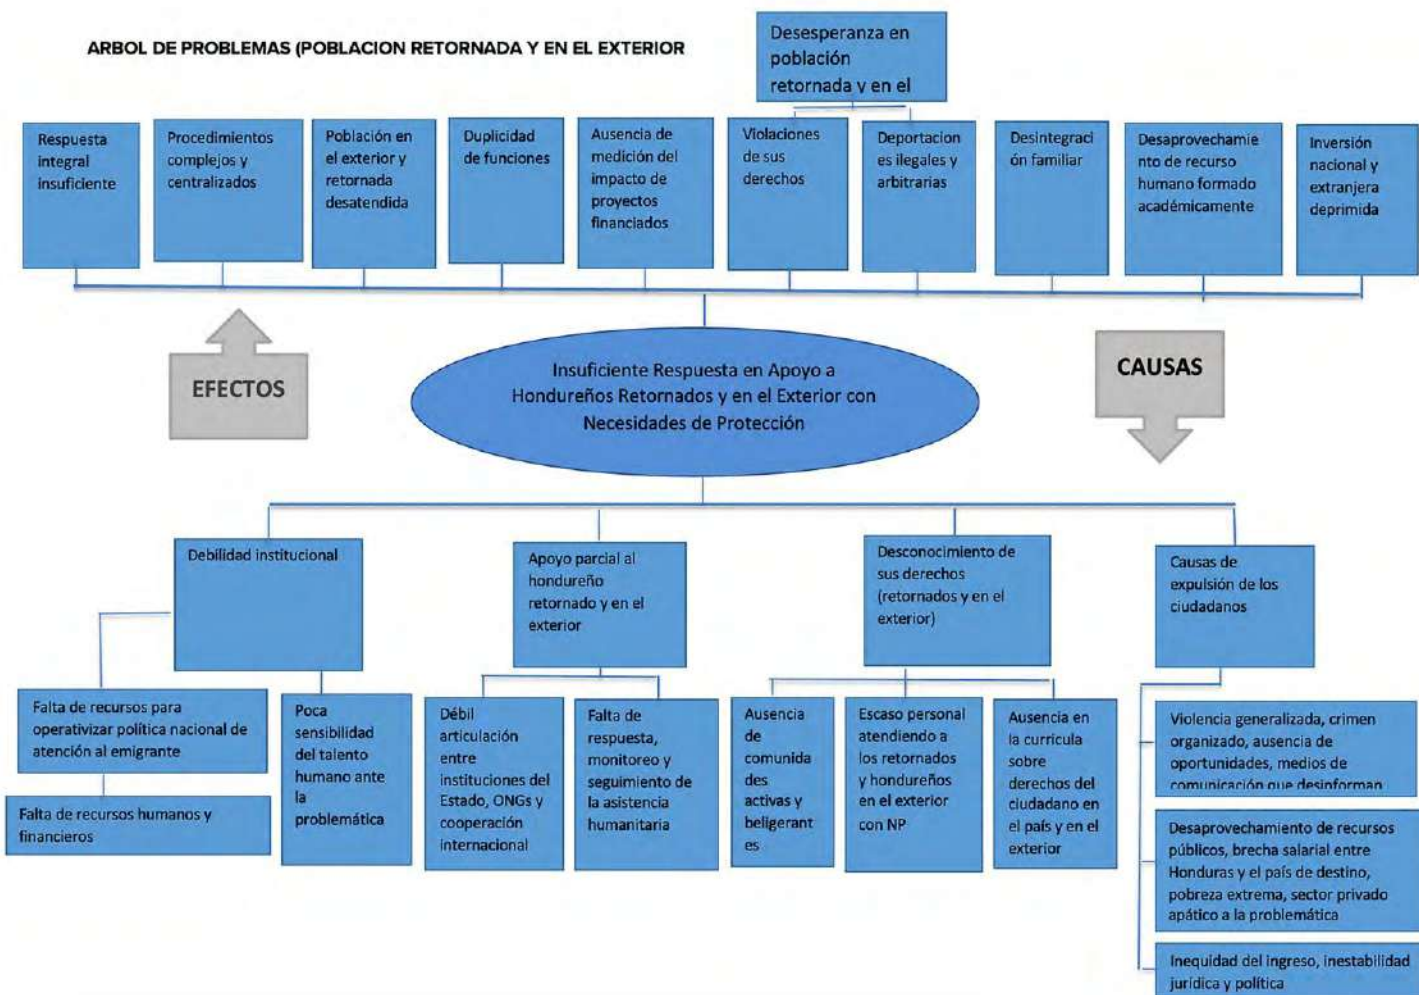 ARBOL DE PROBLEMAS (POBLACION RETORNADA Y EN EL EXTERIOR
Desesperanza en
población
retornada y en el
Respuesta
integral
insuficiente
Procedimientos
complejos y
centralizados
Población en
el exterior y
retornada
desatendida
Duplicidad
de funciones
Ausencia de
medición del
impacto de
proyectos
financiados
Violaciones
de sus
derechos
Deportacion
es ilegales y
arbitrarias
Desintegraci
ón familiar
Desaprovechamie
nto de recurso
humano formado
académicamente
Inversión
nacional y
extranjera
deprimida
EFECTOS
Insuficiente Respuesta en Apoyo a
Hondureños Retornados y en el Exterior con
Necesidades de Protección
CAUSAS
Debilidad institucional
Apoyo parcial al
hondureño
retornado y en el
exterior
Desconocimiento de
sus derechos
(retornados y en el
exterior)
Causas de
expulsión de los
ciudadanos
Falta de recursos para
operativizar política nacional de
atención al emigrante
Falta de recursos humanos y
financieros
Poca
sensibilidad
del talento
humano ante
la
problemática
Débil
articulación
entre
instituciones del
Estado, ONGs y
cooperación
internacional
Falta de
respuesta,
monitoreo y
seguimiento de
la asistencia
humanitaria
Ausencia
de
comunida
des
activas y
beligerant
es
Escaso personal
atendiendo a
los retornados
y hondureños
en el exterior
con NP
Ausencia en
la curricula
sobre
derechos del
ciudadano en
el país y en el
exterior
Violencia generalizada, crimen
organizado, ausencia de
oportunidades, medios de
comunicación que desinforman
Desaprovechamiento de recursos
públicos, brecha salarial entre
Honduras y el país de destino,
pobreza extrema, sector privado
apático a la problemática
Inequidad del ingreso, inestabilidad
jurídica y política